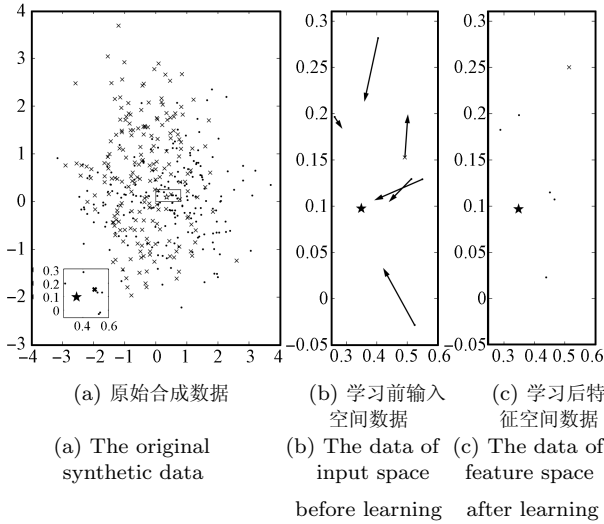 4
3
2
1
0
−1
−2
−3
−4 −3 −2 −1 0 1 2 3 4
0.3
0.2
0.1
0
0.4 0.6
0.31
0.25
0.2
0.15
0.1
0.05
0
−0.05
0.3 0.4 0.5 0.6
0.31
0.25
0.2
0.15
0.1
0.05
0
−0.05
0.3 0.4 0.5 0.6
(a) 原始合成数据
(b) 学习前输入
空间数据
(c) 学习后特
征空间数据
(a) The original
synthetic data
(b) The data of
input space
before learning
(c) The data of
feature space
after learning